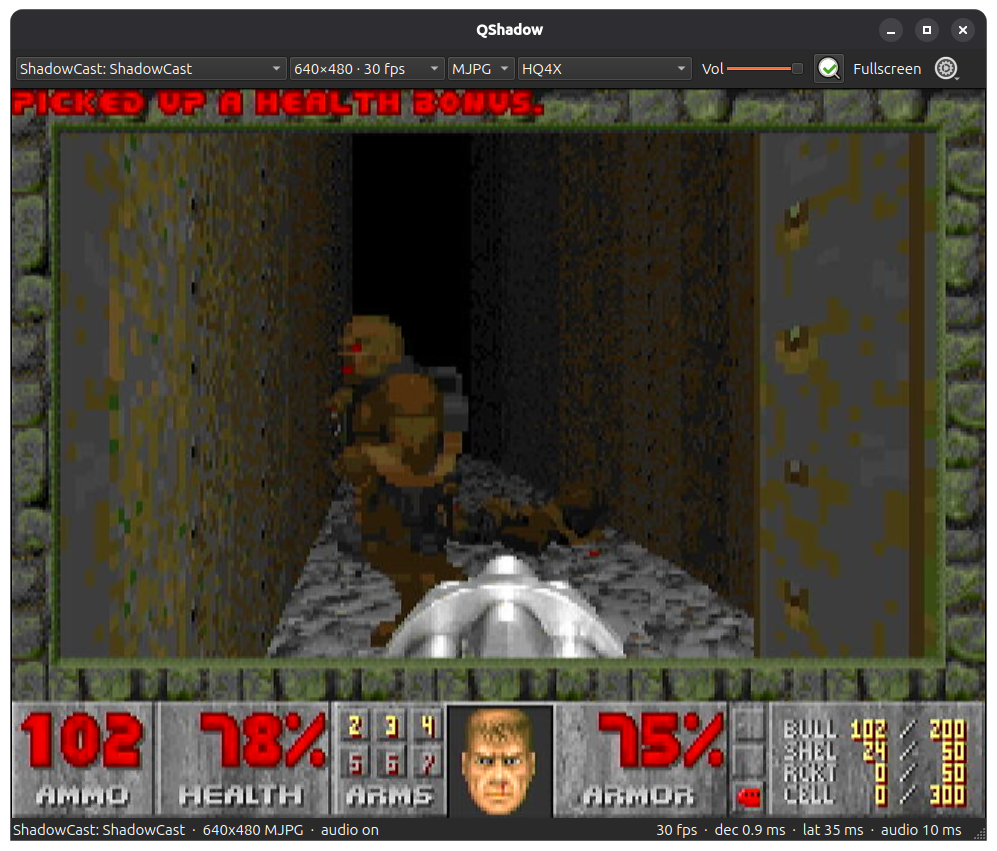 QShadow
ShadowCast: ShadowCast 640×480 · 30 fps MJPG HQ4X Vol Fullscreen
PICKED UP A HEALTH BONUS.
102 78% 2 3 4 75% BULL 102 / 200
SHEL 24 / 50
5 6 7 RCKT 0 / 50
AMMO HEALTH ARMS ARMOR CELL 0 / 300
ShadowCast: ShadowCast · 640x480 MJPG · audio on 30 fps · dec 0.9 ms · lat 35 ms · audio 10 ms